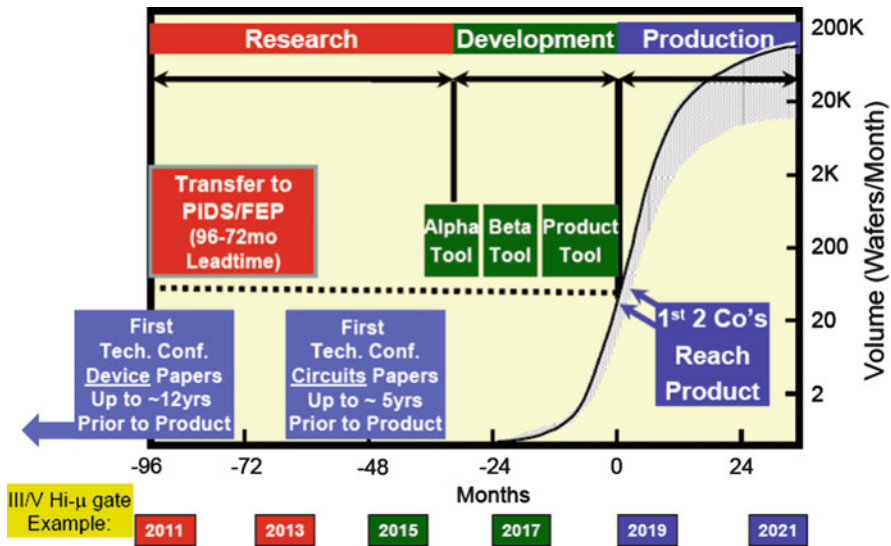 Research
Development
Production
200K
20K
2K
200
20
2
Volume (Wafers/Month)
Transfer to
PIDS/FEP
(96-72mo
Leadtime)
Alpha
Tool
Beta
Tool
Product
Tool
First
Tech. Conf.
Device Papers
Up to ~12yrs
Prior to Product
First
Tech. Conf.
Circuits Papers
Up to ~ 5yrs
Prior to Product
1st 2 Co's
Reach
Product
-96
-72
-48
-24
0
24
Months
III/V Hi-μ gate
Example:
2011
2013
2015
2017
2019
2021